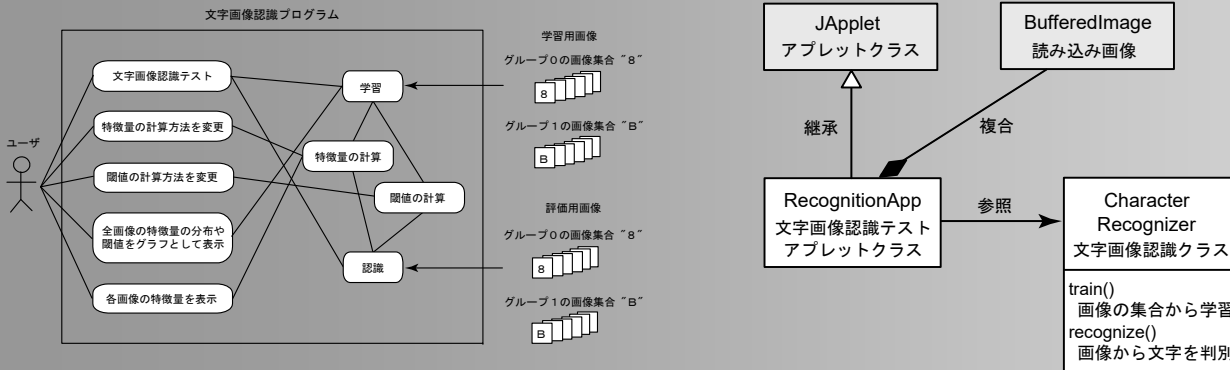 文字画像認識プログラム
ユーザ
文字画像認識テスト
特徴量の計算方法を変更
閾値の計算方法を変更
全画像の特徴量の分布や
閾値をグラフとして表示
各画像の特徴量を表示
学習
特徴量の計算
閾値の計算
認識
学習用画像
グループ0の画像集合 “8”
8
グループ1の画像集合 “B”
B
評価用画像
グループ0の画像集合 “8”
8
グループ1の画像集合 “B”
B
JApplet
アプレットクラス
BufferedImage
読み込み画像
継承
複合
RecognitionApp
文字画像認識テスト
アプレットクラス
参照
Character
Recognizer
文字画像認識クラス
train()
画像の集合から学習
recognize()
画像から文字を判別